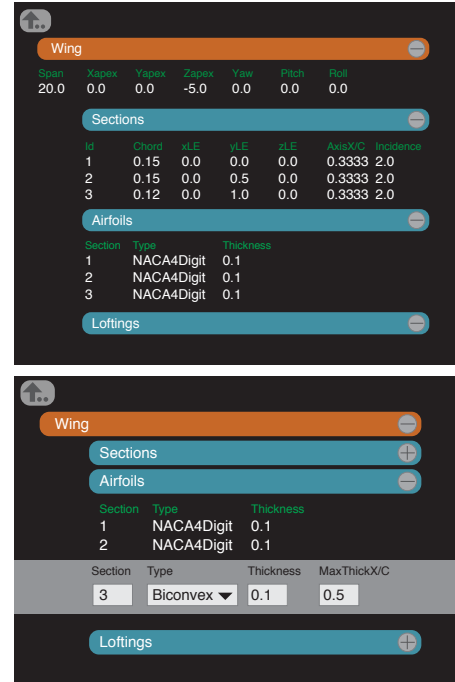 Wing
Span Xapex Yapex Zapex Yaw Pitch Roll
20.0 0.0 0.0 -5.0 0.0 0.0 0.0
Sections
Id Chord xLE yLE zLE AxisX/C Incidence
1 0.15 0.0 0.0 0.0 0.3333 2.0
2 0.15 0.0 0.5 0.0 0.3333 2.0
3 0.12 0.0 1.0 0.0 0.3333 2.0
Airfoils
Section Type Thickness
1 NACA4Digit 0.1
2 NACA4Digit 0.1
3 NACA4Digit 0.1
Loftings
Wing
Sections
Airfoils
Section Type Thickness
1 NACA4Digit 0.1
2 NACA4Digit 0.1
Section Type Thickness MaxThickX/C
3 Biconvex 0.1 0.5
Loftings